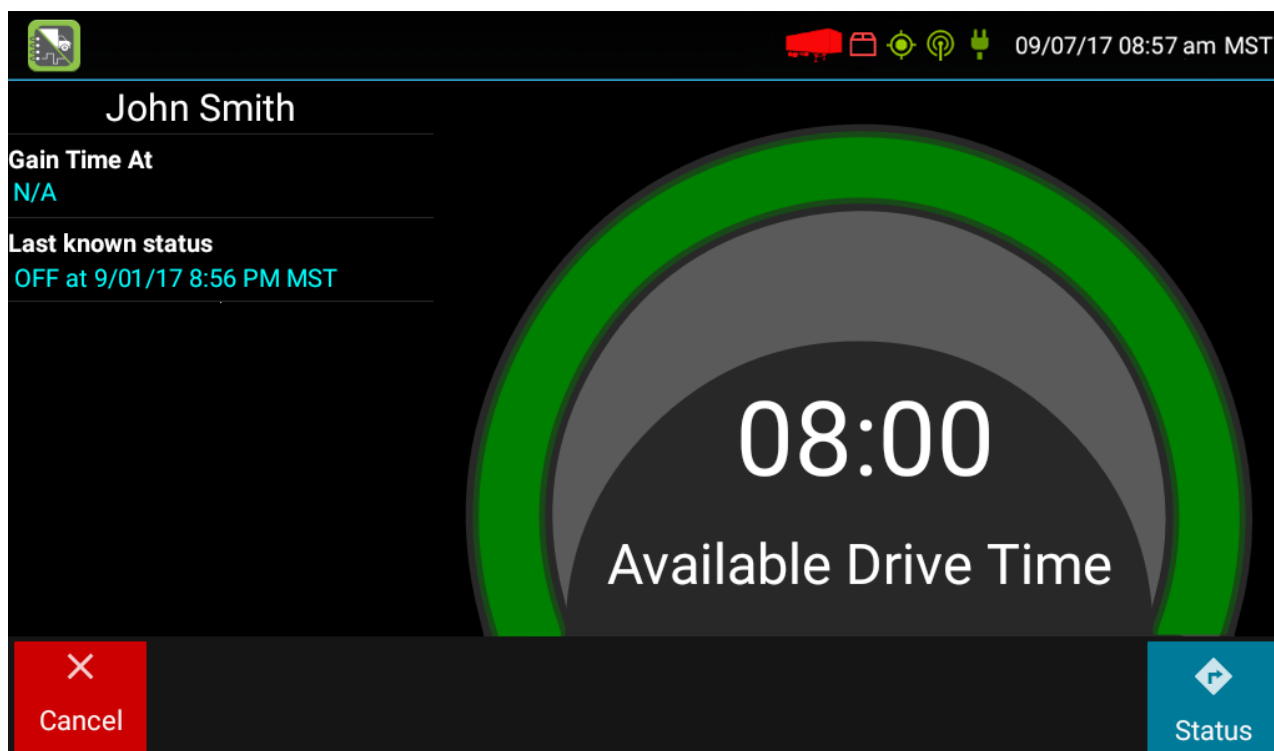 09/07/17 08:57 am MST
John Smith
Gain Time At
N/A
Last known status
OFF at 9/01/17 8:56 PM MST
08:00
Available Drive Time
Cancel
Status